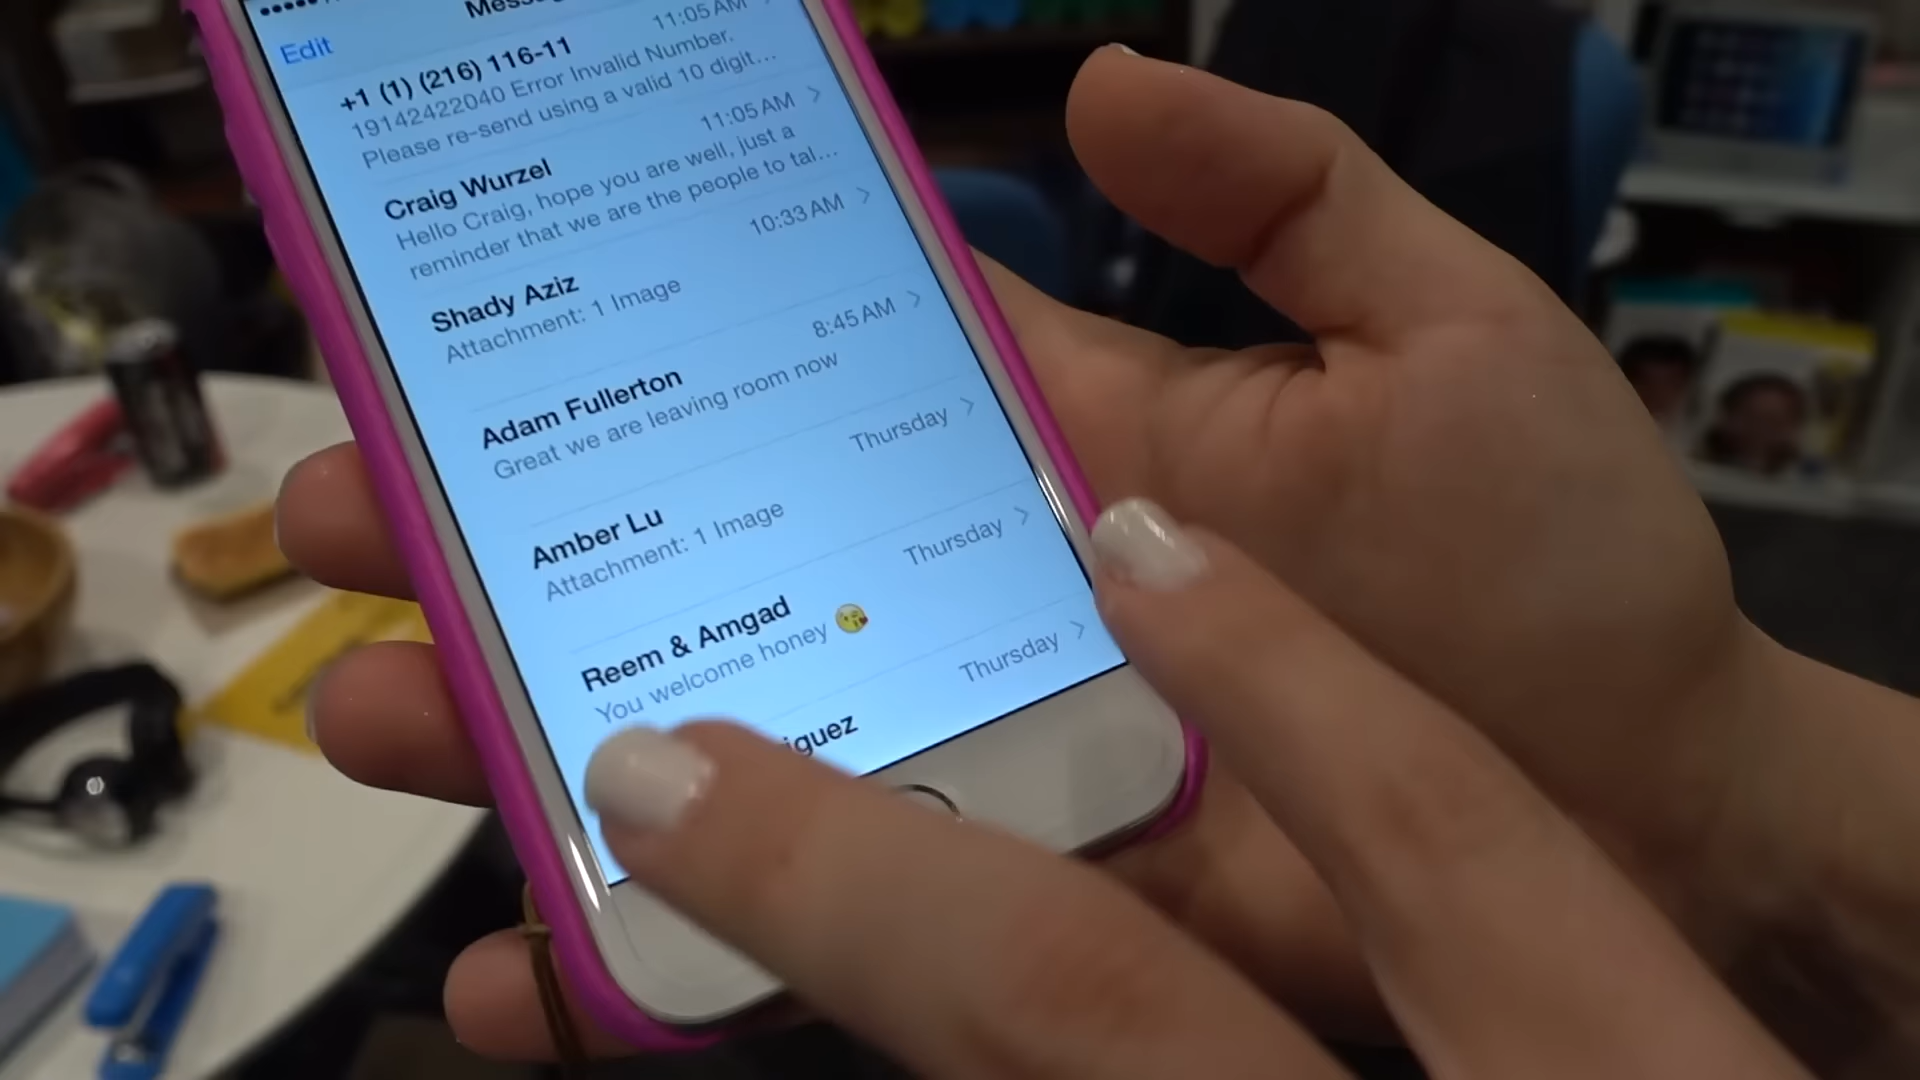 Edit
11:05 AM
+1 (1) (216) 116-11
19142422040 Error Invalid Number.
Please re-send using a valid 10 digit...
11:05 AM
Craig Wurzel
Hello Craig, hope you are well, just a
reminder that we are the people to tal...
10:33 AM
Shady Aziz
Attachment: 1 Image
8:45 AM
Adam Fullerton
Great we are leaving room now
Thursday
Amber Lu
Attachment: 1 Image
Thursday
Reem & Amgad
You welcome honey 😘
Thursday